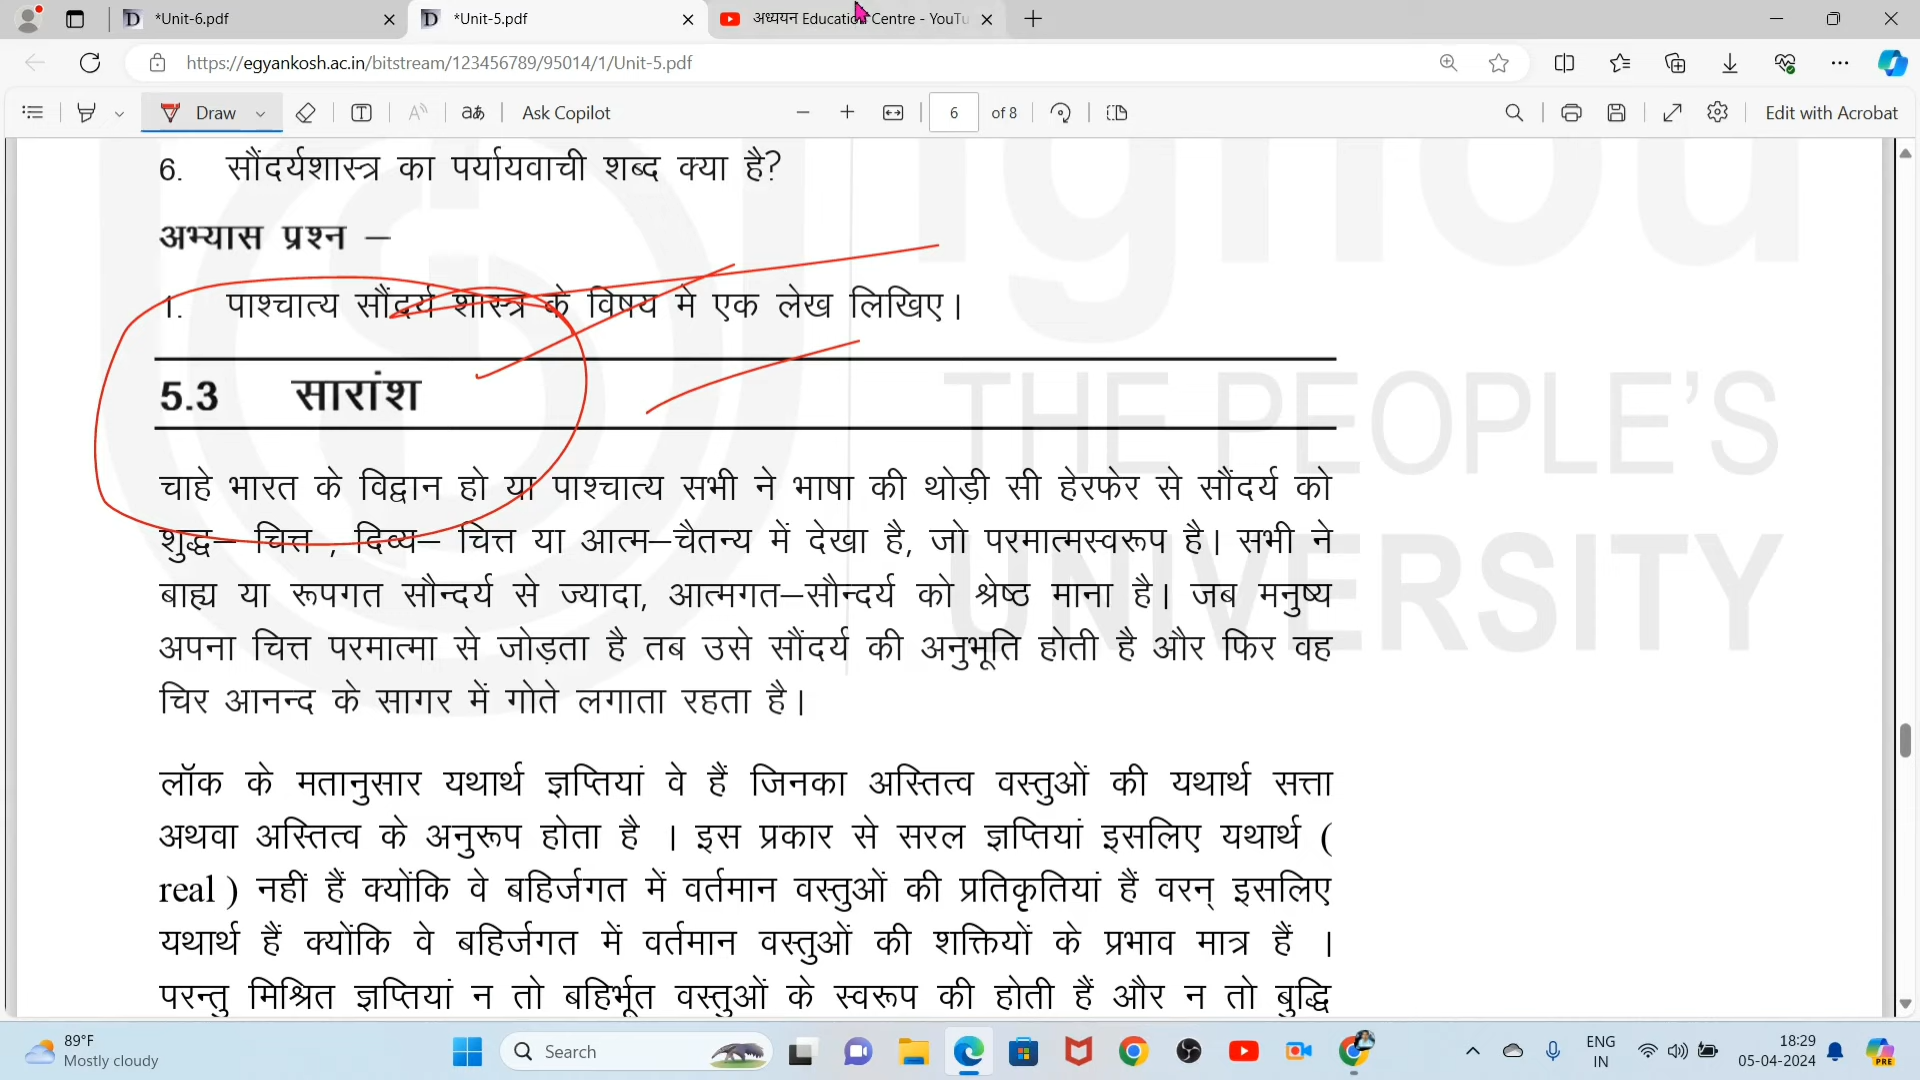 *Unit-6.pdf
*Unit-5.pdf
अध्ययन Education Centre - YouTu
https://egyankosh.ac.in/bitstream/123456789/95014/1/Unit-5.pdf
Draw
Ask Copilot
6 of 8
Edit with Acrobat
6. सौंदर्यशास्त्र का पर्यायवाची शब्द क्या है?
अभ्यास प्रश्न –
1. पाश्चात्य सौंदर्य शास्त्र के विषय मे एक लेख लिखिए।
5.3 सारांश
चाहे भारत के विद्वान हो या पाश्चात्य सभी ने भाषा की थोड़ी सी हेरफेर से सौंदर्य को
शुद्ध– चित्त , दिव्य– चित्त या आत्म–चैतन्य में देखा है, जो परमात्मस्वरूप है। सभी ने
बाह्य या रूपगत सौन्दर्य से ज्यादा, आत्मगत–सौन्दर्य को श्रेष्ठ माना है। जब मनुष्य
अपना चित्त परमात्मा से जोड़ता है तब उसे सौंदर्य की अनुभूति होती है और फिर वह
चिर आनन्द के सागर में गोते लगाता रहता है।
लॉक के मतानुसार यथार्थ ज्ञप्तियां वे हैं जिनका अस्तित्व वस्तुओं की यथार्थ सत्ता
अथवा अस्तित्व के अनुरूप होता है । इस प्रकार से सरल ज्ञप्तियां इसलिए यथार्थ (
real ) नहीं हैं क्योंकि वे बहिर्जगत में वर्तमान वस्तुओं की प्रतिकृतियां हैं वरन् इसलिए
यथार्थ हैं क्योंकि वे बहिर्जगत में वर्तमान वस्तुओं की शक्तियों के प्रभाव मात्र हैं ।
परन्तु मिश्रित ज्ञप्तियां न तो बहिर्भूत वस्तुओं के स्वरूप की होती हैं और न तो बुद्धि
ignou
THE PEOPLE'S
UNIVERSITY
89°F
Mostly cloudy
Search
ENG
IN
18:29
05-04-2024
PRE